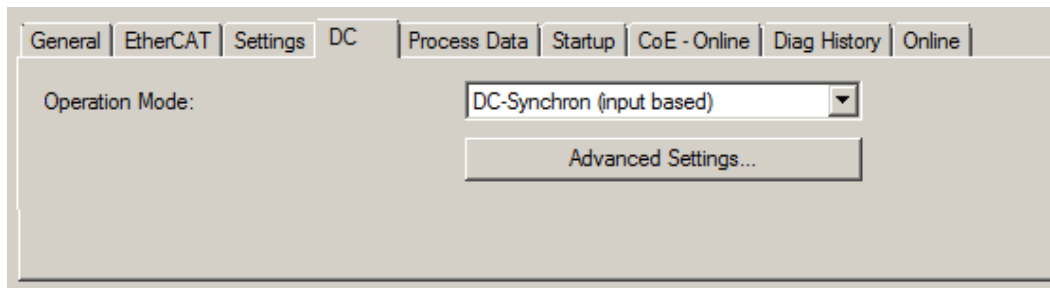 General EtherCAT Settings DC Process Data Startup CoE - Online Diag History Online
Operation Mode: DC-Synchron (input based)
Advanced Settings...